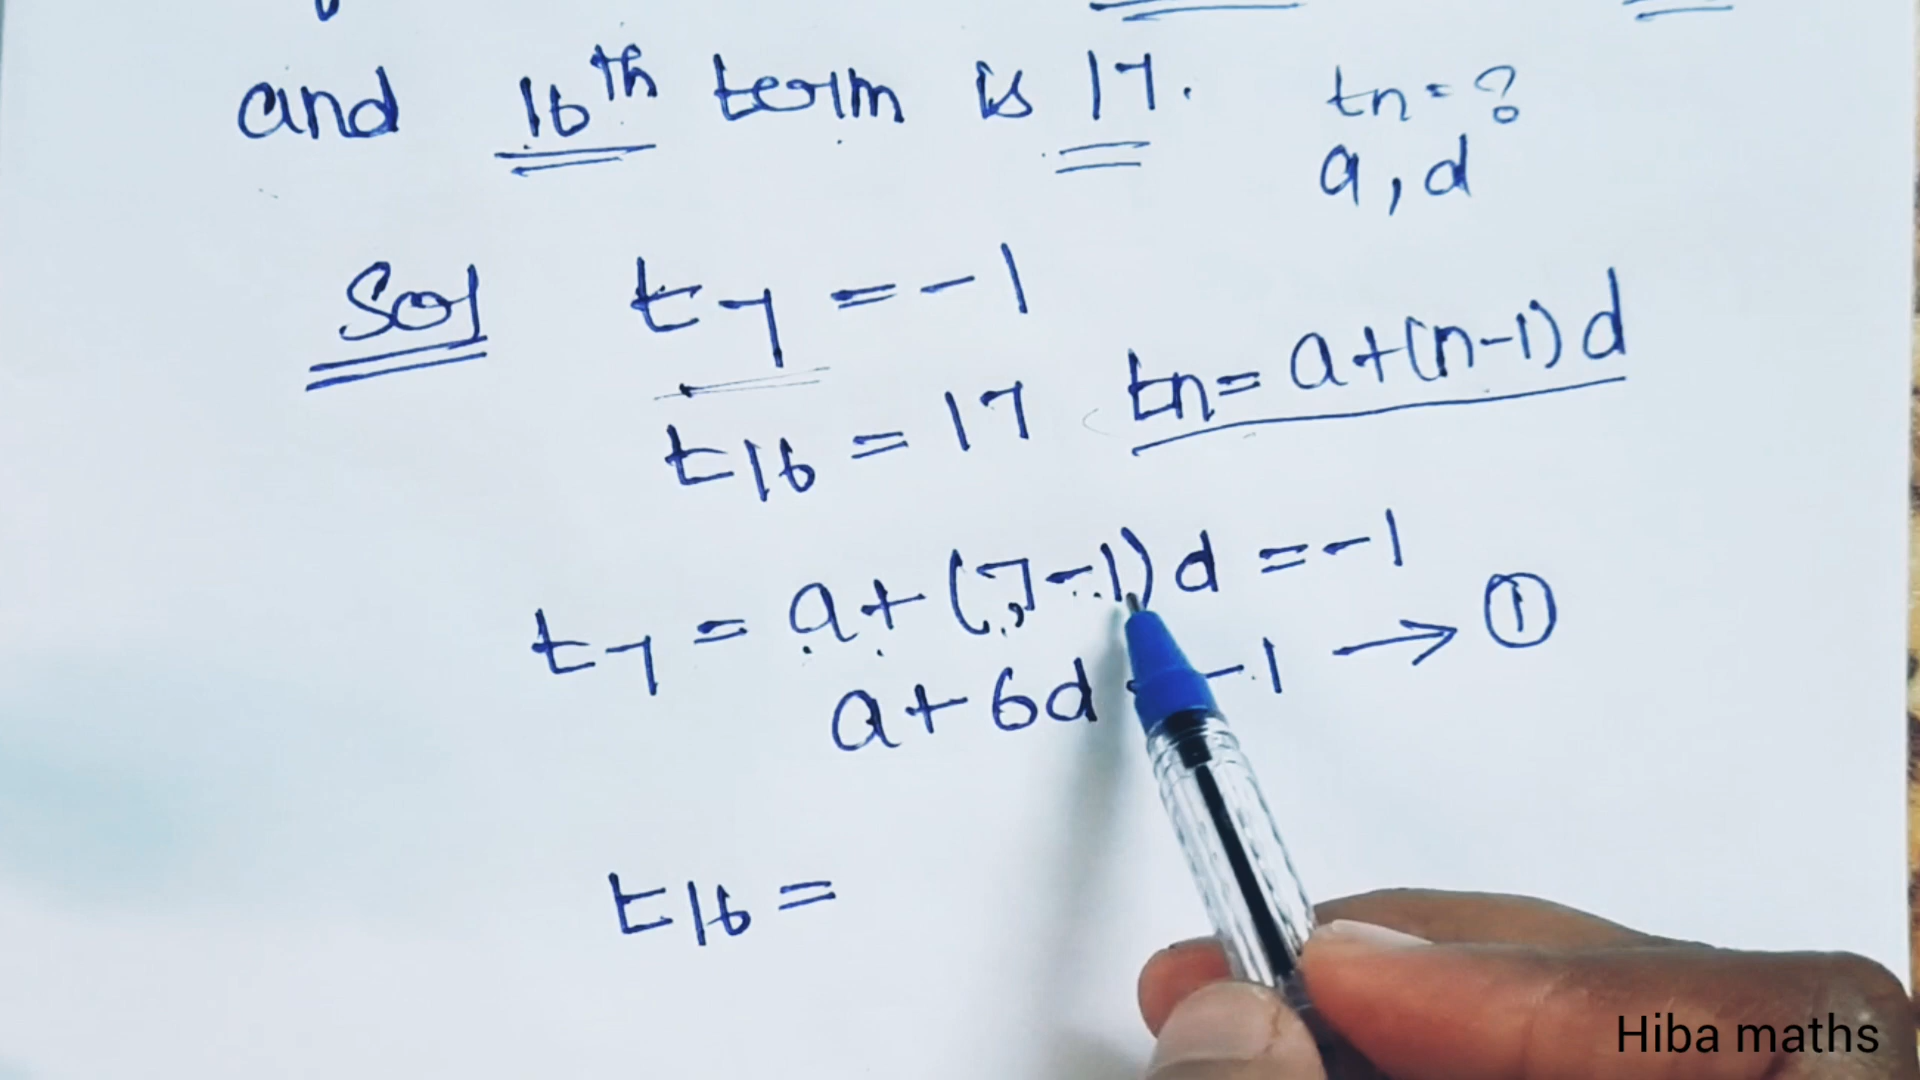 and 16th term is 17.
tn = ?
a, d
Sol t7 = -1
t16 = 17 tn = a+(n-1)d
t7 = a+(7-1)d = -1
a+6d = -1 → ①
t16 =
Hiba maths